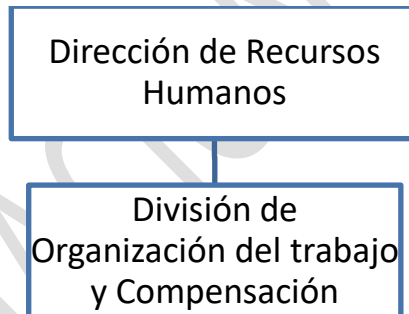 Dirección de Recursos
Humanos
División de
Organización del trabajo
y Compensación